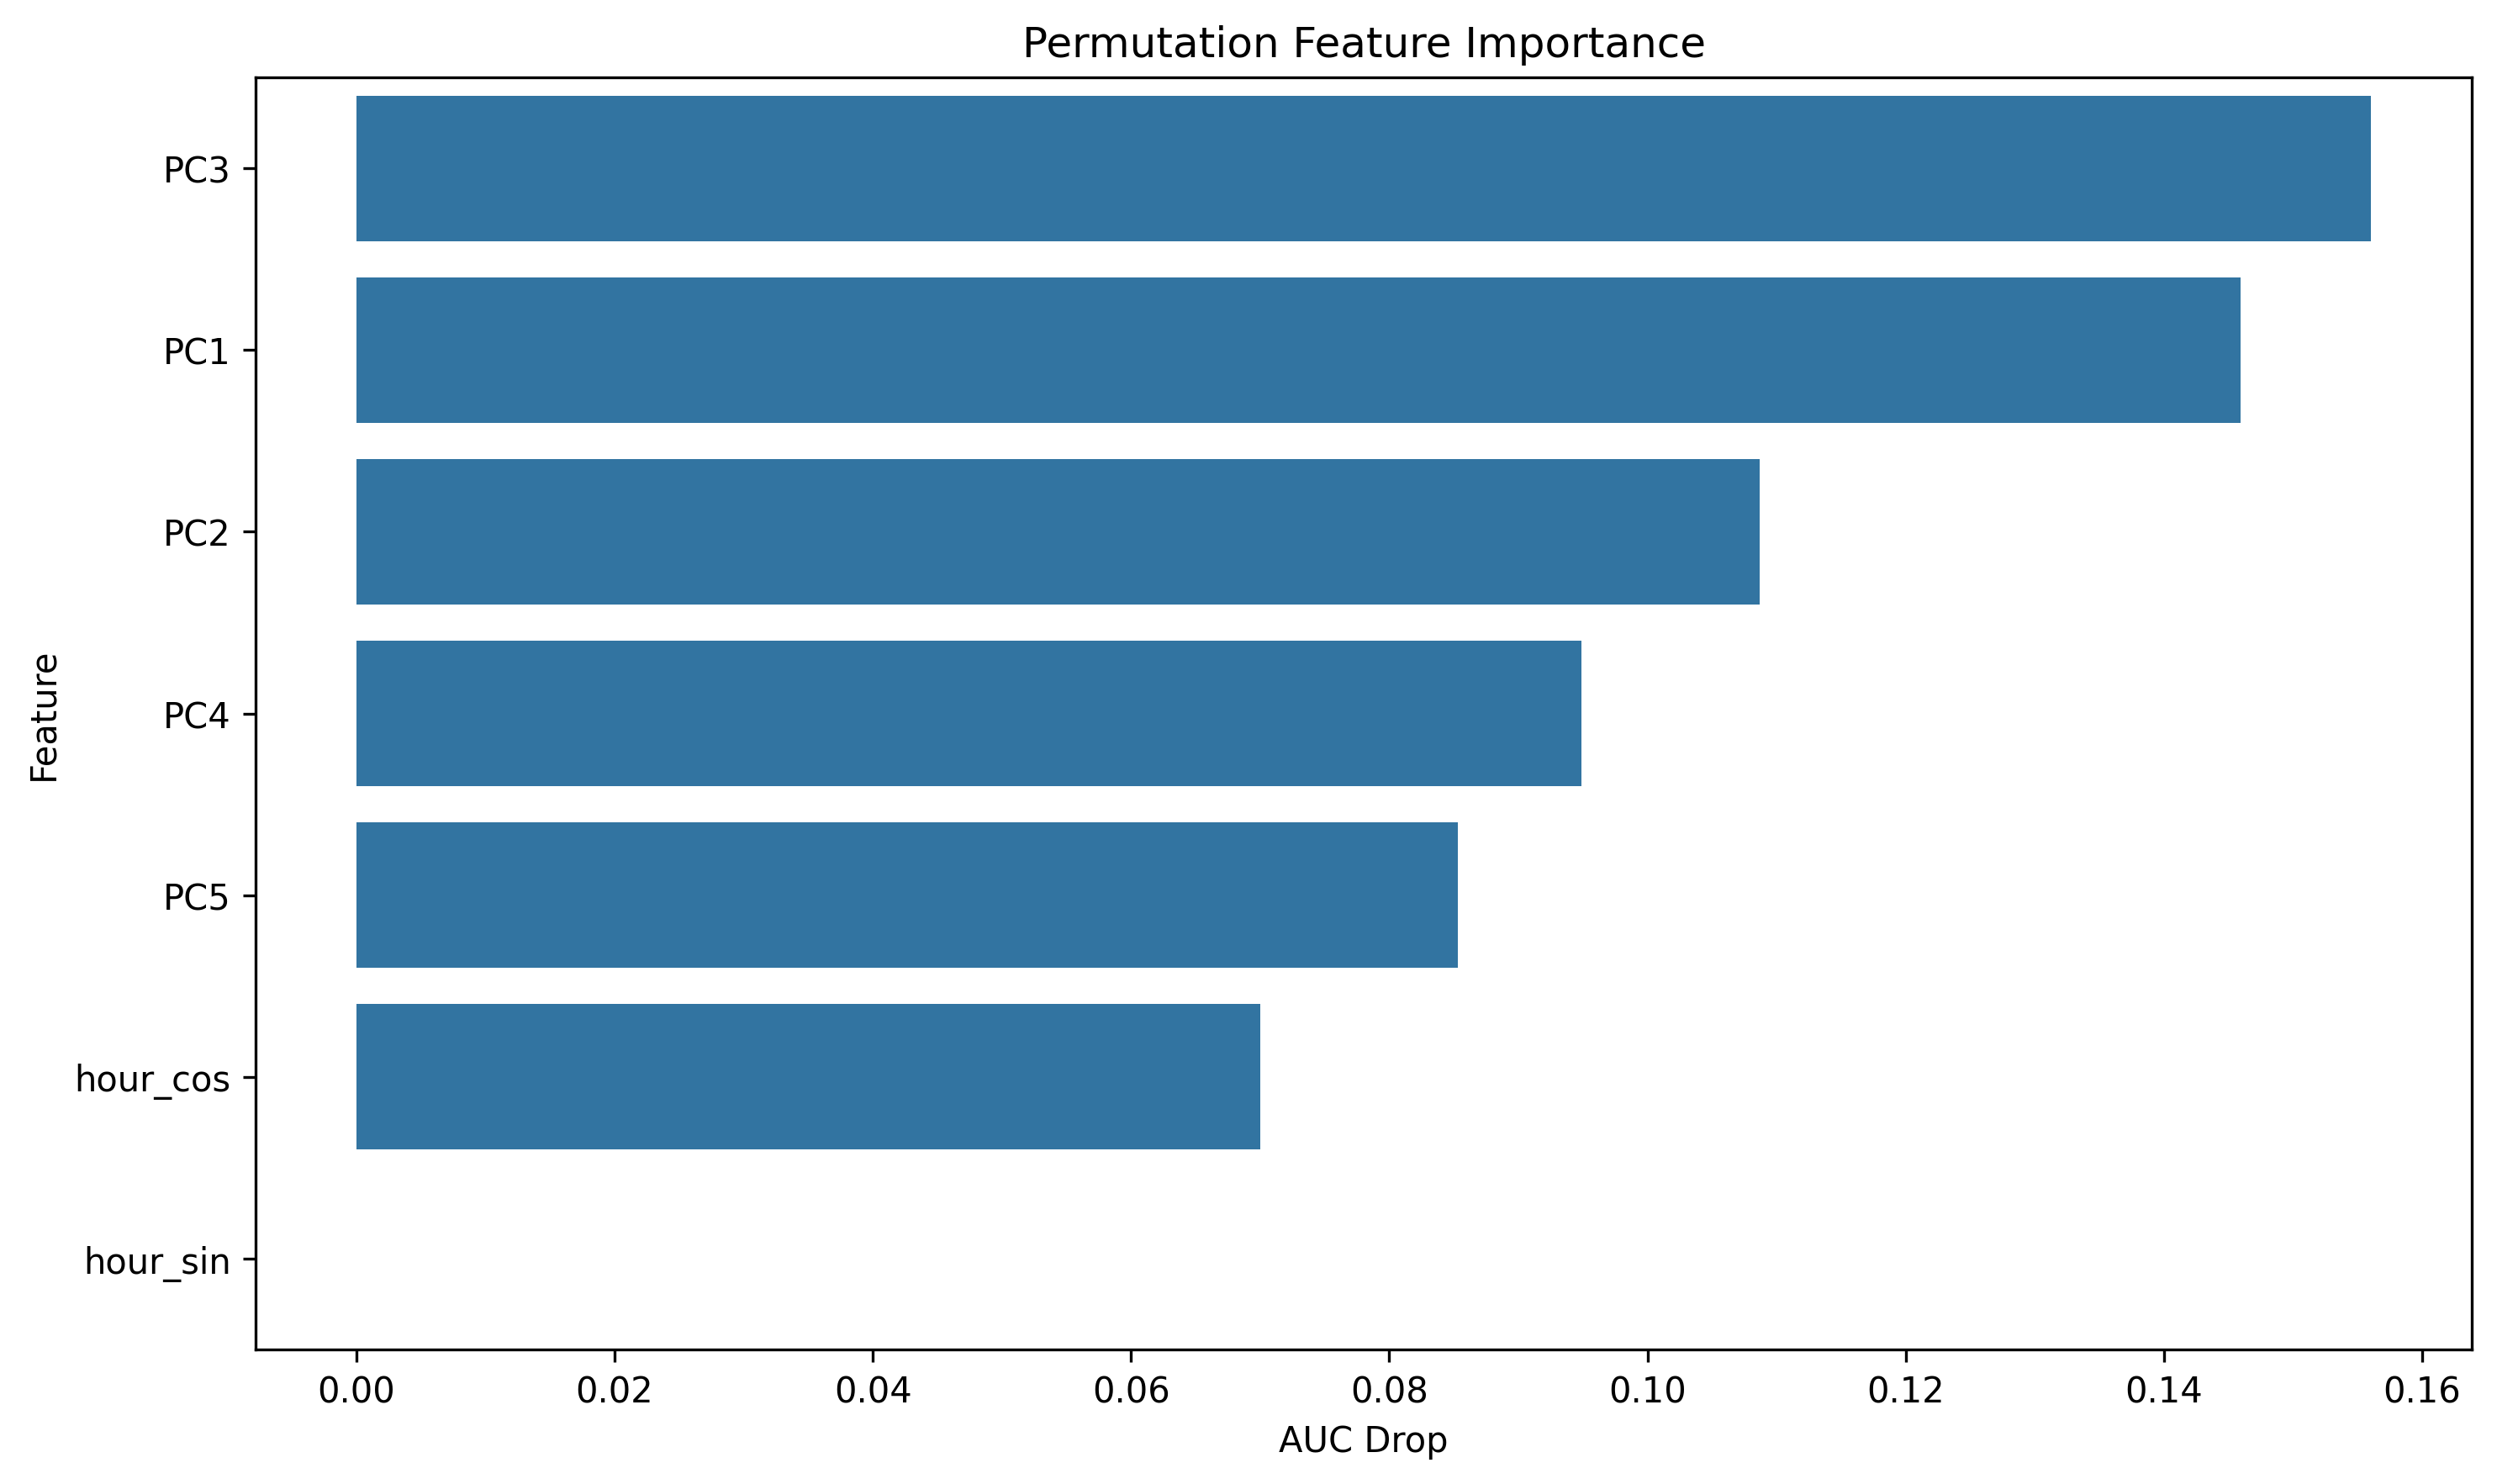 Permutation Feature Importance
Feature
PC3
PC1
PC2
PC4
PC5
hour_cos
hour_sin
0.00 0.02 0.04 0.06 0.08 0.10 0.12 0.14 0.16
AUC Drop